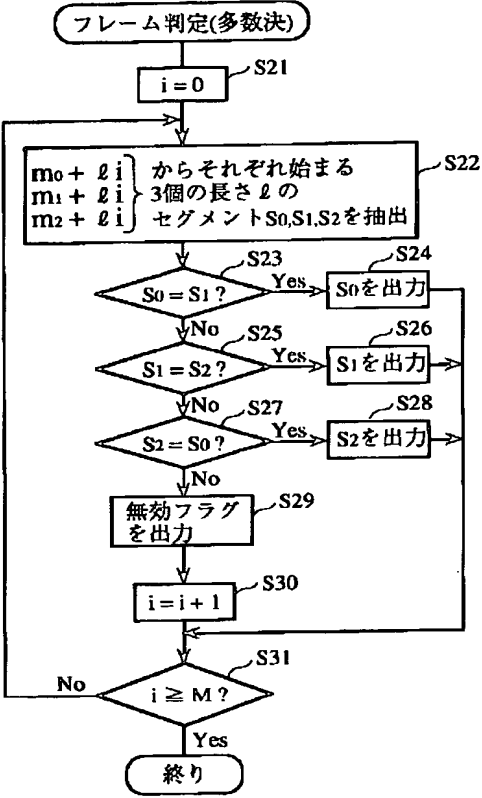 フレーム判定(多数決)
S21
i=0
S22
m0 + ℓi
m1 + ℓi
m2 + ℓi
からそれぞれ始まる
3個の長さℓの
セグメントS0,S1,S2を抽出
S23
S0=S1?
Yes
S24
S0を出力
No
S25
S1=S2?
Yes
S26
S1を出力
No
S27
S2=S0?
Yes
S28
S2を出力
No
S29
無効フラグ
を出力
S30
i=i+1
S31
i≧M?
No
Yes
終り